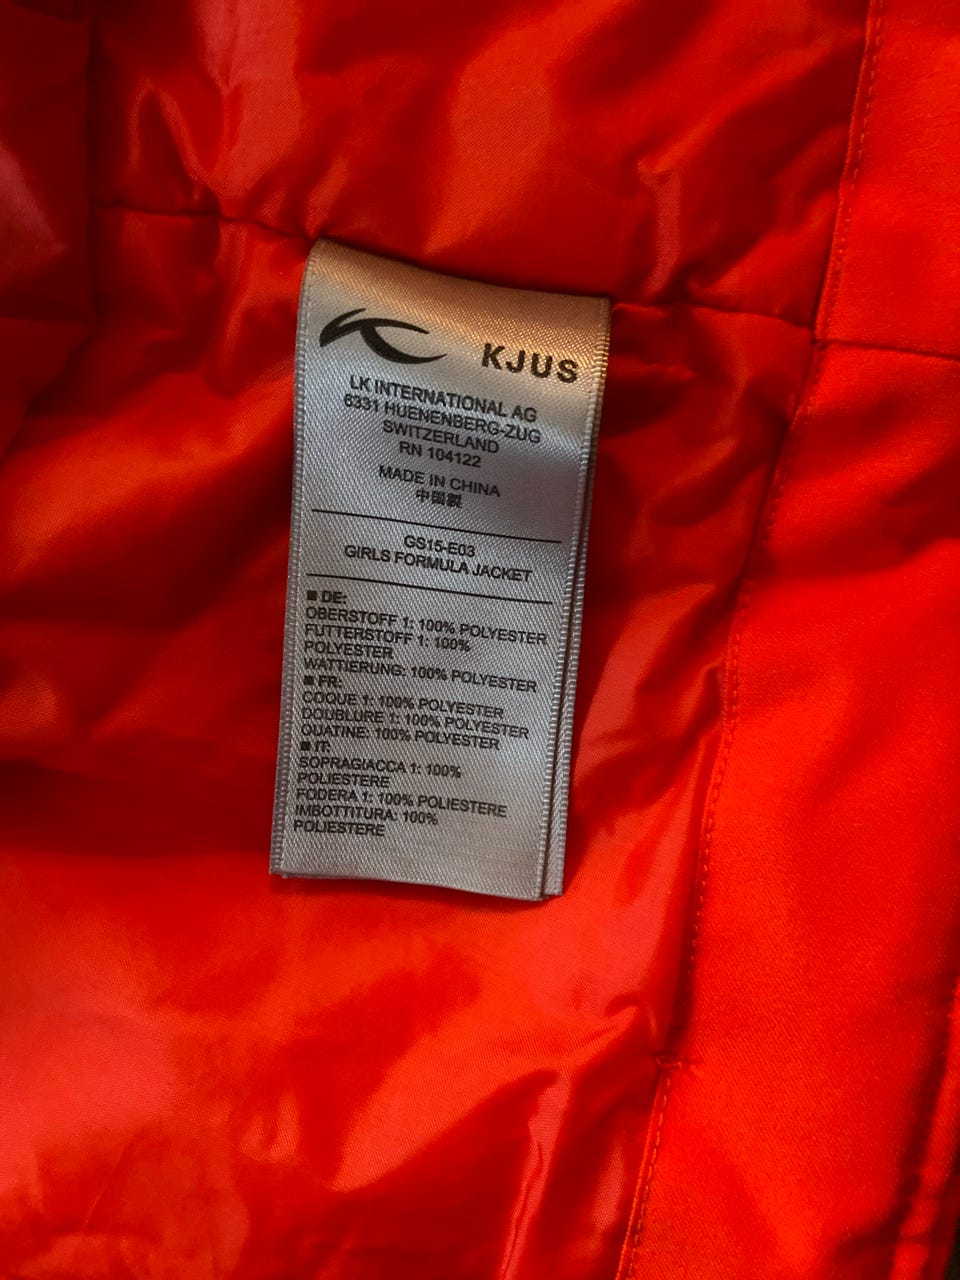 KJUS
LK INTERNATIONAL AG
6331 HUENENBERG-ZUG
SWITZERLAND
RN 104122
MADE IN CHINA
中国製
GS15-E03
GIRLS FORMULA JACKET
■ DE:
OBERSTOFF 1: 100% POLYESTER
FUTTERSTOFF 1: 100%
POLYESTER
WATTIERUNG: 100% POLYESTER
■ FR:
COQUE 1: 100% POLYESTER
DOUBLURE 1: 100% POLYESTER
OUATINE: 100% POLYESTER
■ IT:
SOPRAGIACCA 1: 100%
POLIESTERE
FODERA 1: 100% POLIESTERE
IMBOTTITURA: 100%
POLIESTERE